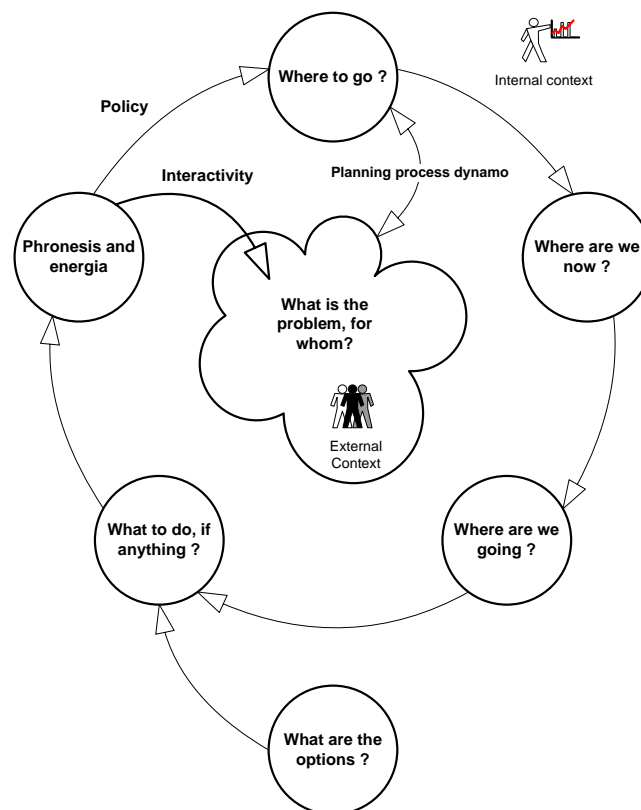 Where to go ?
Internal context
Policy
Interactivity
Planning process dynamo
Phronesis and
energia
Where are we
now ?
What is the
problem, for
whom?
External
Context
What to do, if
anything ?
Where are we
going ?
What are the
options ?